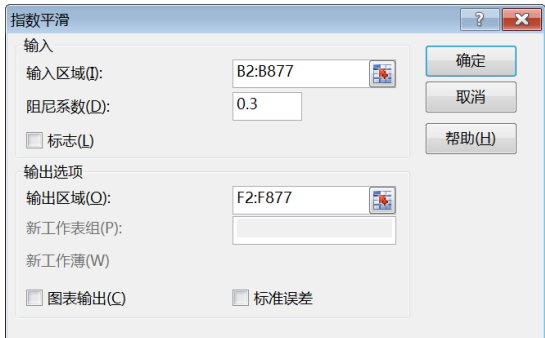 指数平滑
输入
输入区域(I): B2:B877
阻尼系数(D): 0.3
标志(L)
输出选项
输出区域(O): F2:F877
新工作表组(P):
新工作薄(W)
图表输出(C) 标准误差
确定
取消
帮助(H)